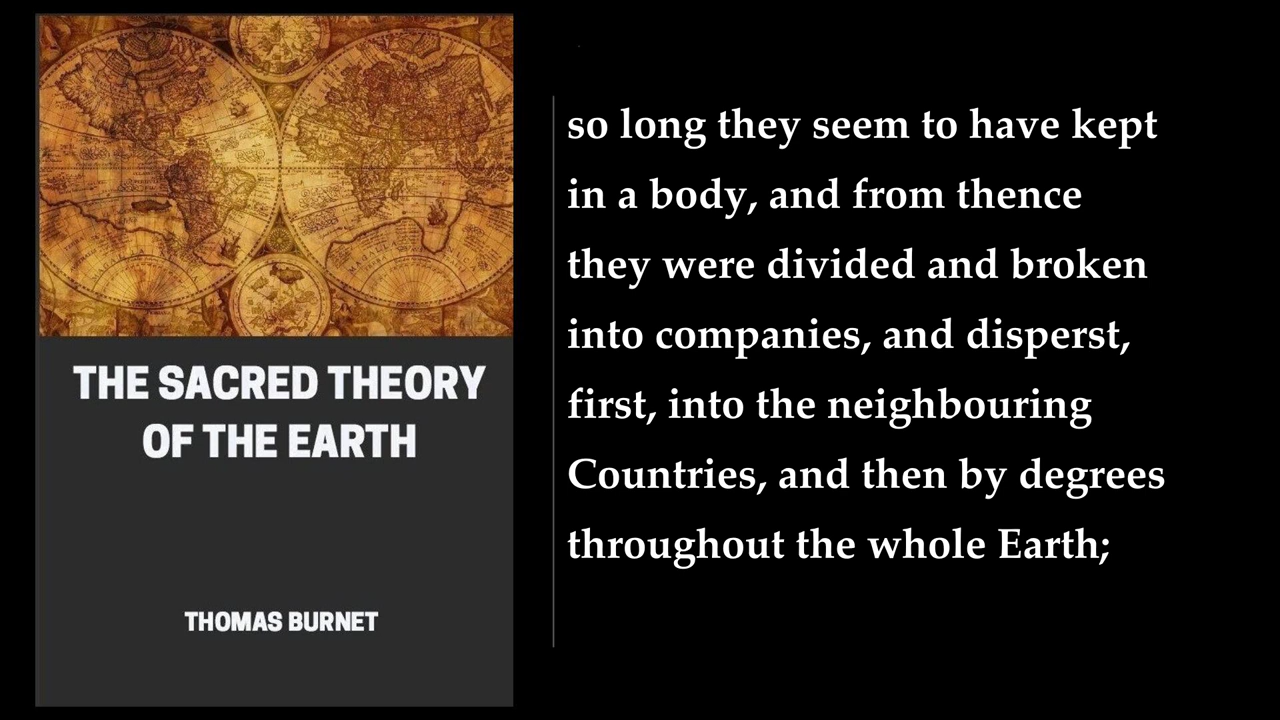 THE SACRED THEORY
OF THE EARTH
THOMAS BURNET
so long they seem to have kept
in a body, and from thence
they were divided and broken
into companies, and disperst,
first, into the neighbouring
Countries, and then by degrees
throughout the whole Earth;